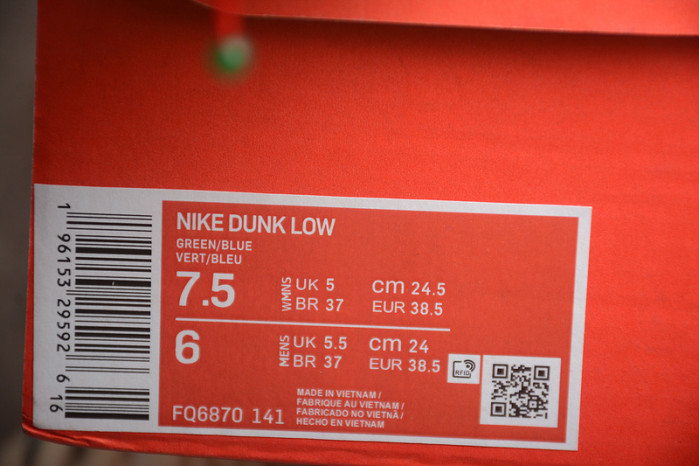 NIKE DUNK LOW
GREEN/BLUE
VERT/BLEU
7.5 WMNS UK 5 cm 24.5
BR 37 EUR 38.5
6 MENS UK 5.5 cm 24
BR 37 EUR 38.5
RFID
MADE IN VIETNAM /
FABRIQUE AU VIETNAM /
FABRICADO NO VIETNÃ /
HECHO EN VIETNAM
FQ6870 141
1 96153 29592 6 16